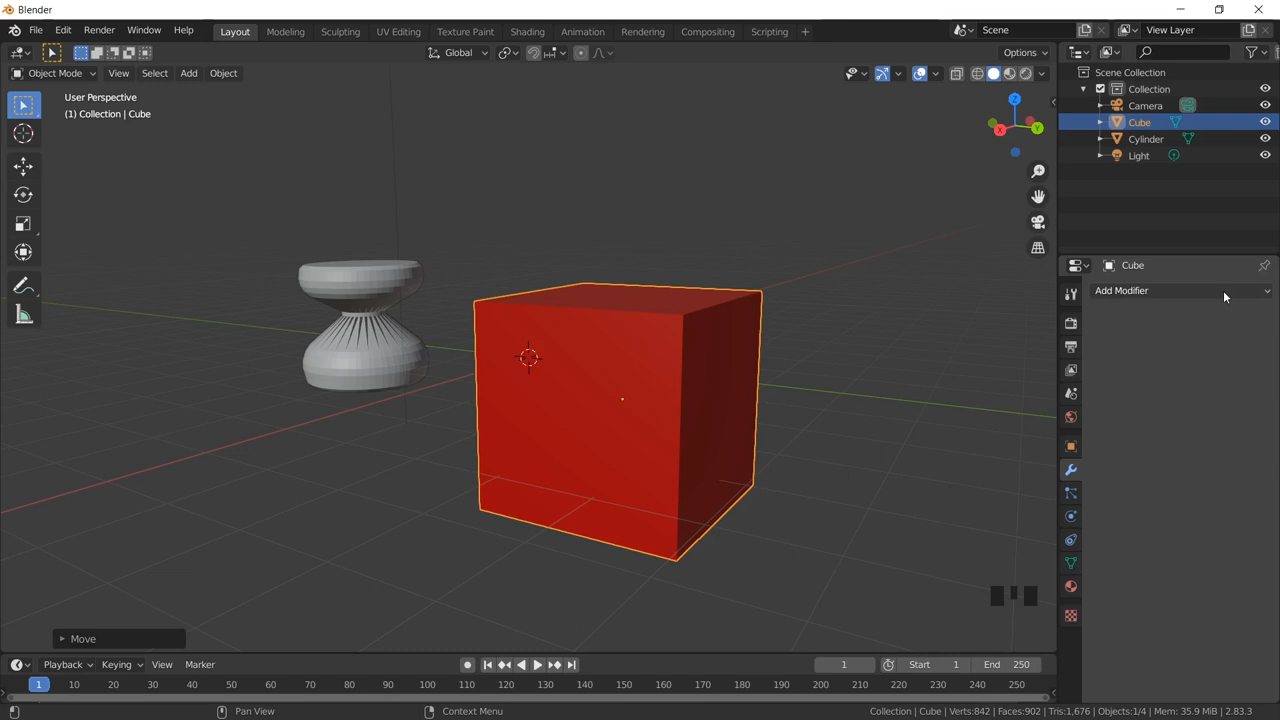 Blender
File Edit Render Window Help Layout Modeling Sculpting UV Editing Texture Paint Shading Animation Rendering Compositing Scripting + Scene View Layer
Global Options
Object Mode View Select Add Object
User Perspective
(1) Collection | Cube
Z
X
Y
Scene Collection
Collection
Camera
Cube
Cylinder
Light
Cube
Add Modifier
Move
Playback Keying View Marker 1 Start 1 End 250
1 10 20 30 40 50 60 70 80 90 100 110 120 130 140 150 160 170 180 190 200 210 220 230 240 250
Pan View Context Menu Collection | Cube | Verts:842 | Faces:902 | Tris:1,676 | Objects:1/4 | Mem: 35.9 MiB | 2.83.3